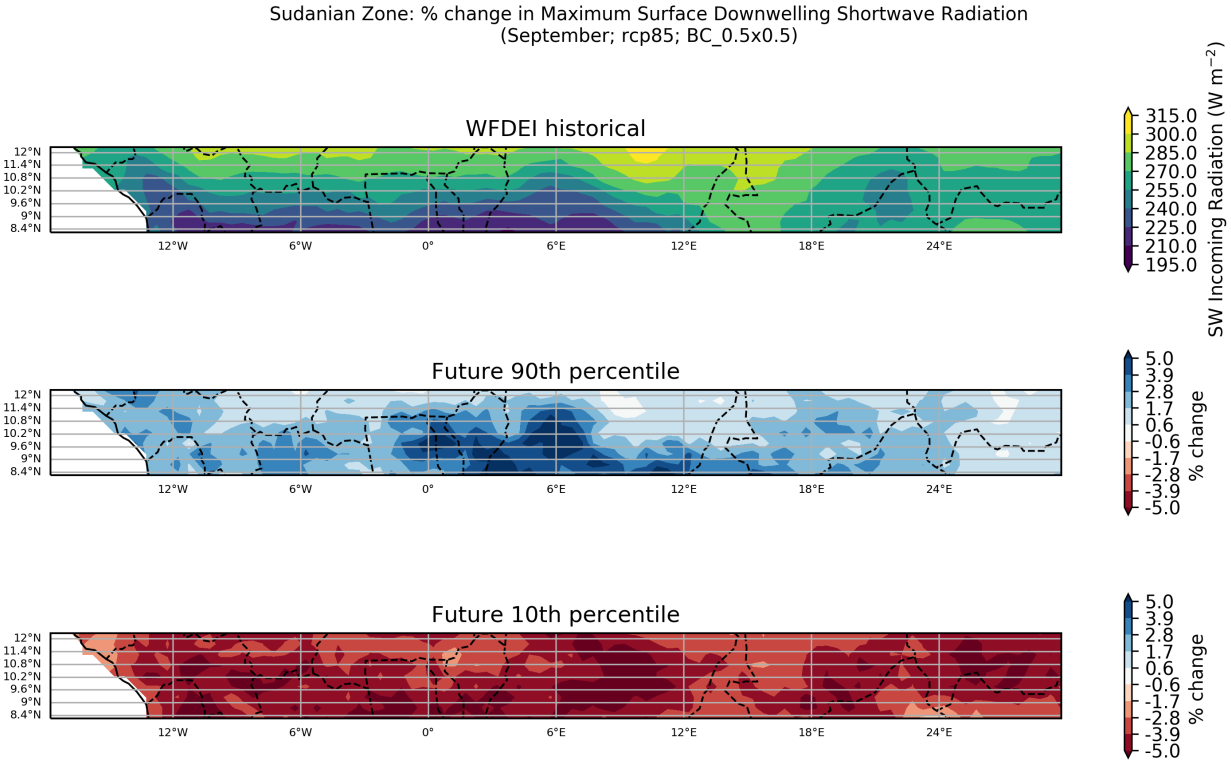 Sudanian Zone: % change in Maximum Surface Downwelling Shortwave Radiation
(September; rcp85; BC_0.5x0.5)
WFDEI historical
12°N
11.4°N
10.8°N
10.2°N
9.6°N
9°N
8.4°N
12°W
6°W
0°
6°E
12°E
18°E
24°E
315.0
300.0
285.0
270.0
255.0
240.0
225.0
210.0
195.0
SW Incoming Radiation (W m⁻²)
Future 90th percentile
12°N
11.4°N
10.8°N
10.2°N
9.6°N
9°N
8.4°N
12°W
6°W
0°
6°E
12°E
18°E
24°E
5.0
3.9
2.8
1.7
0.6
-0.6
-1.7
-2.8
-3.9
-5.0
% change
Future 10th percentile
12°N
11.4°N
10.8°N
10.2°N
9.6°N
9°N
8.4°N
12°W
6°W
0°
6°E
12°E
18°E
24°E
5.0
3.9
2.8
1.7
0.6
-0.6
-1.7
-2.8
-3.9
-5.0
% change